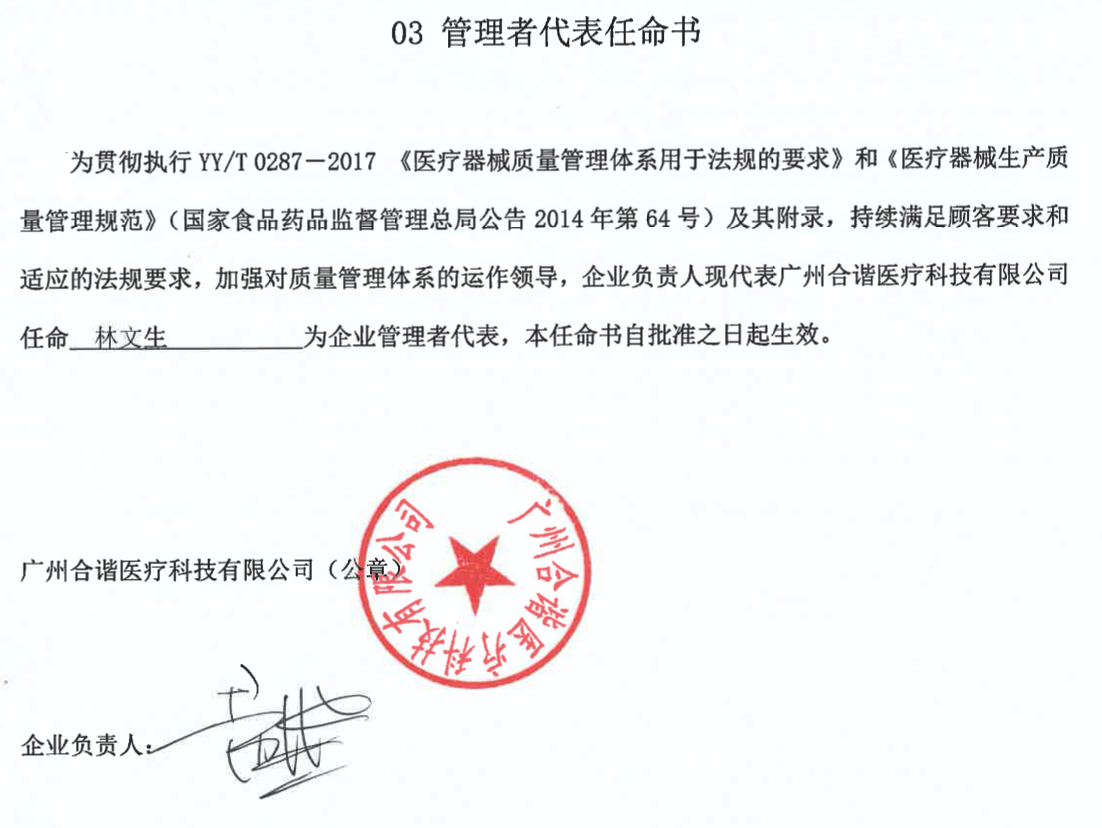 03 管理者代表任命书
为贯彻执行 YY/T 0287－2017 《医疗器械质量管理体系用于法规的要求》和《医疗器械生产质
量管理规范》（国家食品药品监督管理总局公告 2014 年第 64 号）及其附录，持续满足顾客要求和
适应的法规要求，加强对质量管理体系的运作领导，企业负责人现代表广州合谐医疗科技有限公司
任命 林文生 为企业管理者代表，本任命书自批准之日起生效。
广州合谐医疗科技有限公司（公章）
广州合谐医疗科技有限公司
企业负责人：